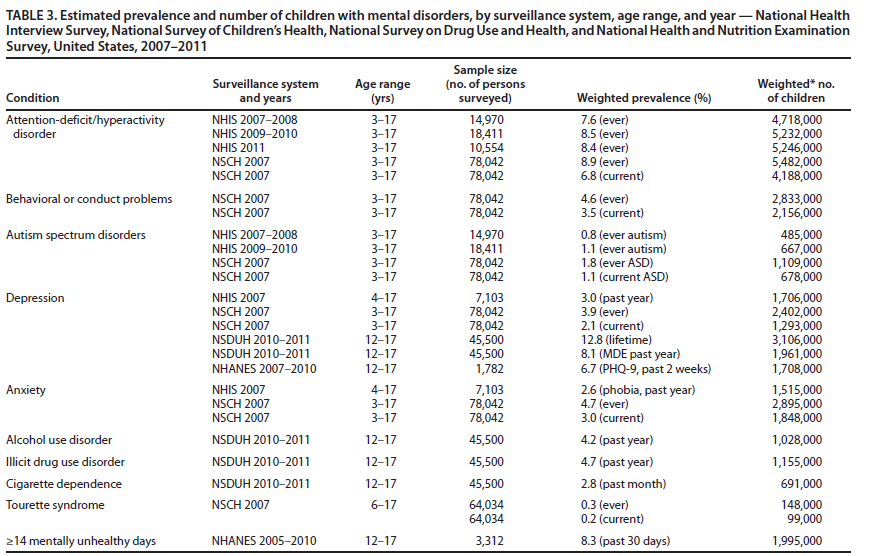 TABLE 3. Estimated prevalence and number of children with mental disorders, by surveillance system, age range, and year — National Health
Interview Survey, National Survey of Children's Health, National Survey on Drug Use and Health, and National Health and Nutrition Examination
Survey, United States, 2007–2011
Condition Surveillance system and years Age range (yrs) Sample size (no. of persons surveyed) Weighted prevalence (%) Weighted* no. of children
Attention-deficit/hyperactivity NHIS 2007–2008 3–17 14,970 7.6 (ever) 4,718,000
disorder NHIS 2009–2010 3–17 18,411 8.5 (ever) 5,232,000
NHIS 2011 3–17 10,554 8.4 (ever) 5,246,000
NSCH 2007 3–17 78,042 8.9 (ever) 5,482,000
NSCH 2007 3–17 78,042 6.8 (current) 4,188,000
Behavioral or conduct problems NSCH 2007 3–17 78,042 4.6 (ever) 2,833,000
NSCH 2007 3–17 78,042 3.5 (current) 2,156,000
Autism spectrum disorders NHIS 2007–2008 3–17 14,970 0.8 (ever autism) 485,000
NHIS 2009–2010 3–17 18,411 1.1 (ever autism) 667,000
NSCH 2007 3–17 78,042 1.8 (ever ASD) 1,109,000
NSCH 2007 3–17 78,042 1.1 (current ASD) 678,000
Depression NHIS 2007 4–17 7,103 3.0 (past year) 1,706,000
NSCH 2007 3–17 78,042 3.9 (ever) 2,402,000
NSCH 2007 3–17 78,042 2.1 (current) 1,293,000
NSDUH 2010–2011 12–17 45,500 12.8 (lifetime) 3,106,000
NSDUH 2010–2011 12–17 45,500 8.1 (MDE past year) 1,961,000
NHANES 2007–2010 12–17 1,782 6.7 (PHQ-9, past 2 weeks) 1,708,000
Anxiety NHIS 2007 4–17 7,103 2.6 (phobia, past year) 1,515,000
NSCH 2007 3–17 78,042 4.7 (ever) 2,895,000
NSCH 2007 3–17 78,042 3.0 (current) 1,848,000
Alcohol use disorder NSDUH 2010–2011 12–17 45,500 4.2 (past year) 1,028,000
Illicit drug use disorder NSDUH 2010–2011 12–17 45,500 4.7 (past year) 1,155,000
Cigarette dependence NSDUH 2010–2011 12–17 45,500 2.8 (past month) 691,000
Tourette syndrome NSCH 2007 6–17 64,034 0.3 (ever) 148,000
64,034 0.2 (current) 99,000
≥14 mentally unhealthy days NHANES 2005–2010 12–17 3,312 8.3 (past 30 days) 1,995,000